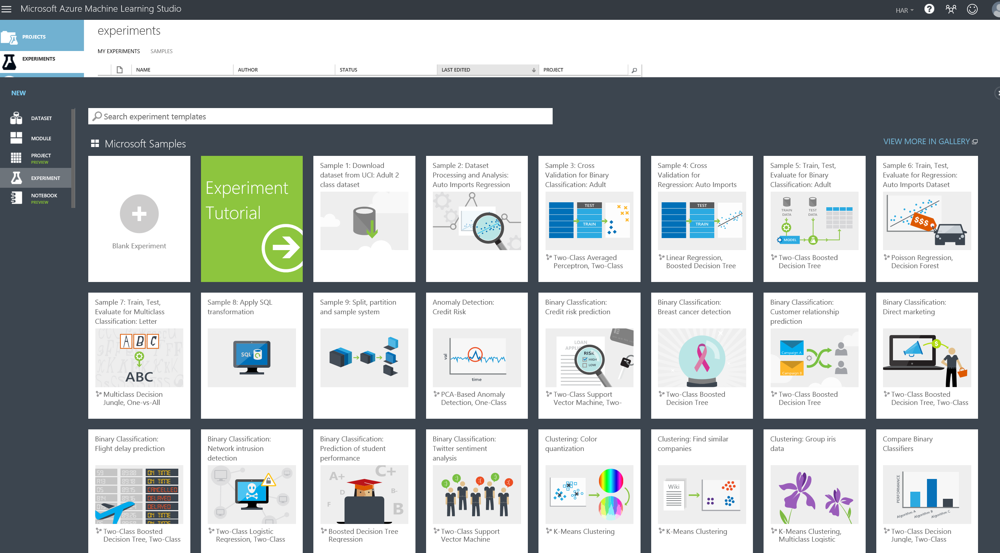 Microsoft Azure Machine Learning Studio
HAR
PROJECTS
EXPERIMENTS
experiments
MY EXPERIMENTS SAMPLES
NAME AUTHOR STATUS LAST EDITED PROJECT
NEW
DATASET
MODULE
PROJECT
PREVIEW
EXPERIMENT
NOTEBOOK
PREVIEW
Search experiment templates
Microsoft Samples
VIEW MORE IN GALLERY
Blank Experiment
Experiment
Tutorial
Sample 1: Download
dataset from UCI: Adult 2
class dataset
Sample 2: Dataset
Processing and Analysis:
Auto Imports Regression
Sample 3: Cross
Validation for Binary
Classification: Adult
TEST
TRAIN
Two-Class Averaged
Perceptron, Two-Class
Sample 4: Cross
Validation for
Regression: Auto Imports
TEST
TRAIN
Linear Regression,
Boosted Decision Tree
Sample 5: Train, Test,
Evaluate for Binary
Classification: Adult
TRAIN
DATA
TEST
DATA
MODEL
Two-Class Boosted
Decision Tree
Sample 6: Train, Test,
Evaluate for Regression:
Auto Imports Dataset
$$$
Poisson Regression,
Decision Forest
Sample 7: Train, Test,
Evaluate for Multiclass
Classification: Letter
ABC
ABC
Multiclass Decision
Jungle, One-vs-All
Sample 8: Apply SQL
transformation
SQL
Sample 9: Split, partition
and sample system
Anomaly Detection:
Credit Risk
val
time
PCA-Based Anomaly
Detection, One-Class
Binary Classfication:
Credit risk prediction
LOAN
RISK
HIGH
LOW
Two-Class Support
Vector Machine, Two-
Binary Classification:
Breast cancer detection
Two-Class Boosted
Decision Tree
Binary Classification:
Customer relationship
prediction
Campaign A
Campaign B
Two-Class Boosted
Decision Tree
Binary Classification:
Direct marketing
$
Two-Class Boosted
Decision Tree, Two-Class
Binary Classification:
Flight delay prediction
S9 09:00 ON TIME
A13 09:10 ON TIME
D5 09:15 CANCELLED
B14 09:16 DELAYED
DELAYED
09:26 ON TIME
ON TIME
Two-Class Boosted
Decision Tree, Two-Class
Binary Classification:
Network intrusion
detection
Two-Class Logistic
Regression, Two-Class
Binary Classification:
Prediction of student
performance
A+ C+
D B-
F B
Boosted Decision Tree
Regression
Binary Classification:
Twitter sentiment
analysis
:) :) :( :) :(
Two-Class Support
Vector Machine
Clustering: Color
quantization
K-Means Clustering
Clustering: Find similar
companies
Wiki
K-Means Clustering
Clustering: Group iris
data
K-Means Clustering,
Multiclass Logistic
Compare Binary
Classifiers
PERFORMANCE
Algorithm A Algorithm B Algorithm C
Two-Class Decision
Jungle, Two-Class